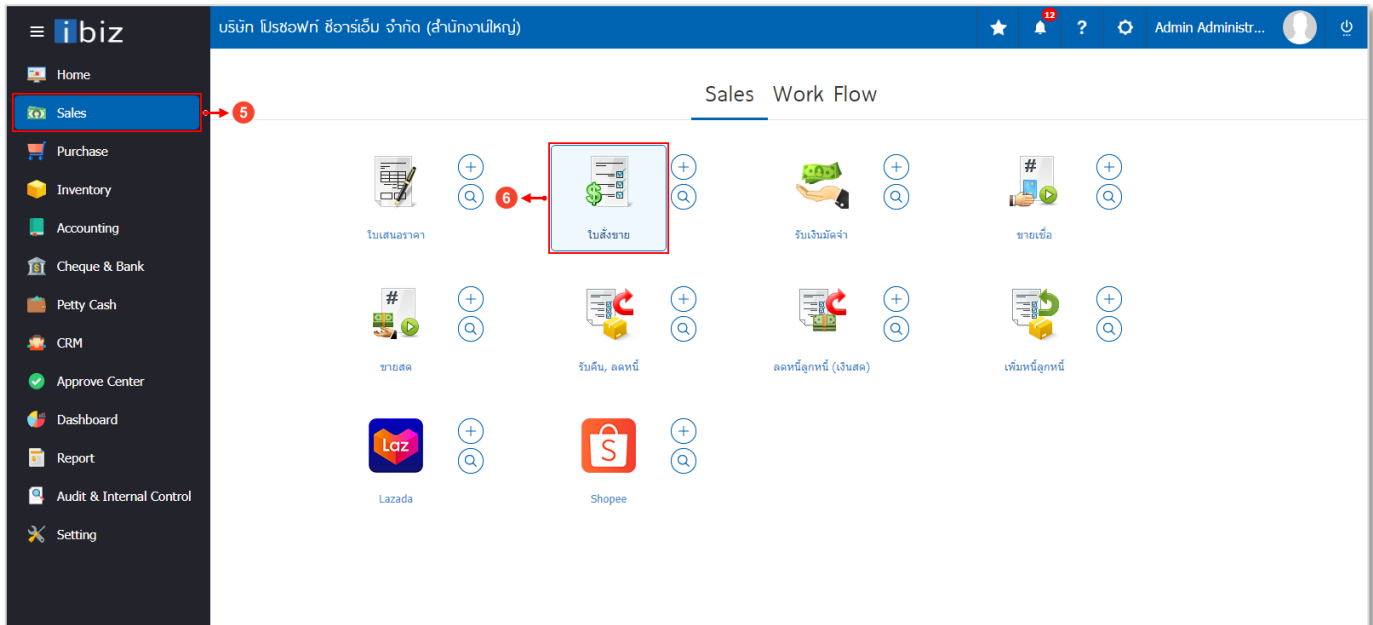 ibiz
บริษัท โปรซอฟท์ ซีอาร์เอ็ม จำกัด (สำนักงานใหญ่)
12
?
Admin Administr...
Home
Sales
5
Purchase
Inventory
Accounting
Cheque & Bank
Petty Cash
CRM
Approve Center
Dashboard
Report
Audit & Internal Control
Setting
Sales Work Flow
6
#
ใบเสนอราคา
ใบสั่งขาย
รับเงินมัดจำ
ขายเชื่อ
#
ขายสด
รับคืน, ลดหนี้
ลดหนี้ลูกหนี้ (เงินสด)
เพิ่มหนี้ลูกหนี้
Laz
S
Lazada
Shopee